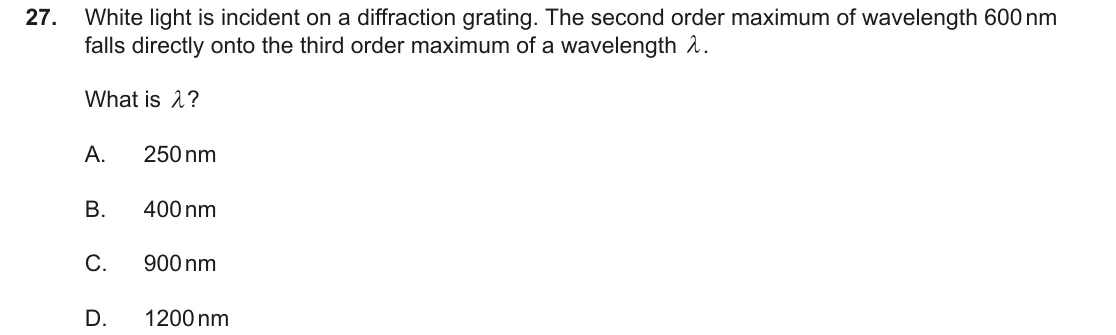 27. White light is incident on a diffraction grating. The second order maximum of wavelength 600 nm
falls directly onto the third order maximum of a wavelength λ.
What is λ?
A. 250 nm
B. 400 nm
C. 900 nm
D. 1200 nm